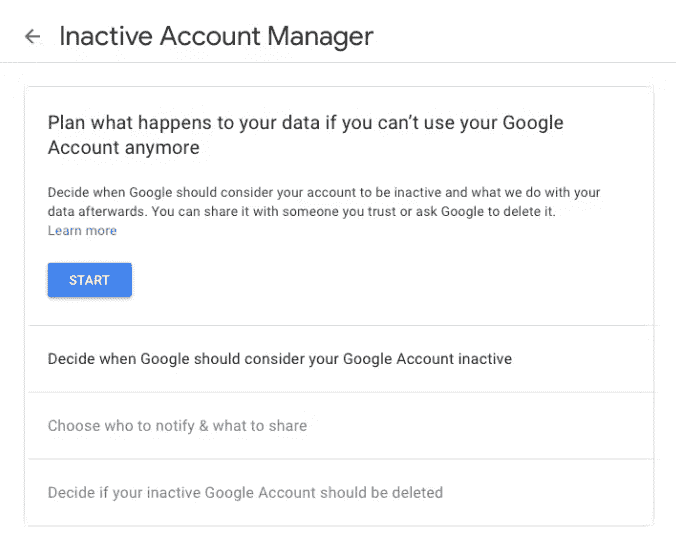 Inactive Account Manager
Plan what happens to your data if you can't use your Google
Account anymore
Decide when Google should consider your account to be inactive and what we do with your
data afterwards. You can share it with someone you trust or ask Google to delete it.
Learn more
START
Decide when Google should consider your Google Account inactive
Choose who to notify & what to share
Decide if your inactive Google Account should be deleted